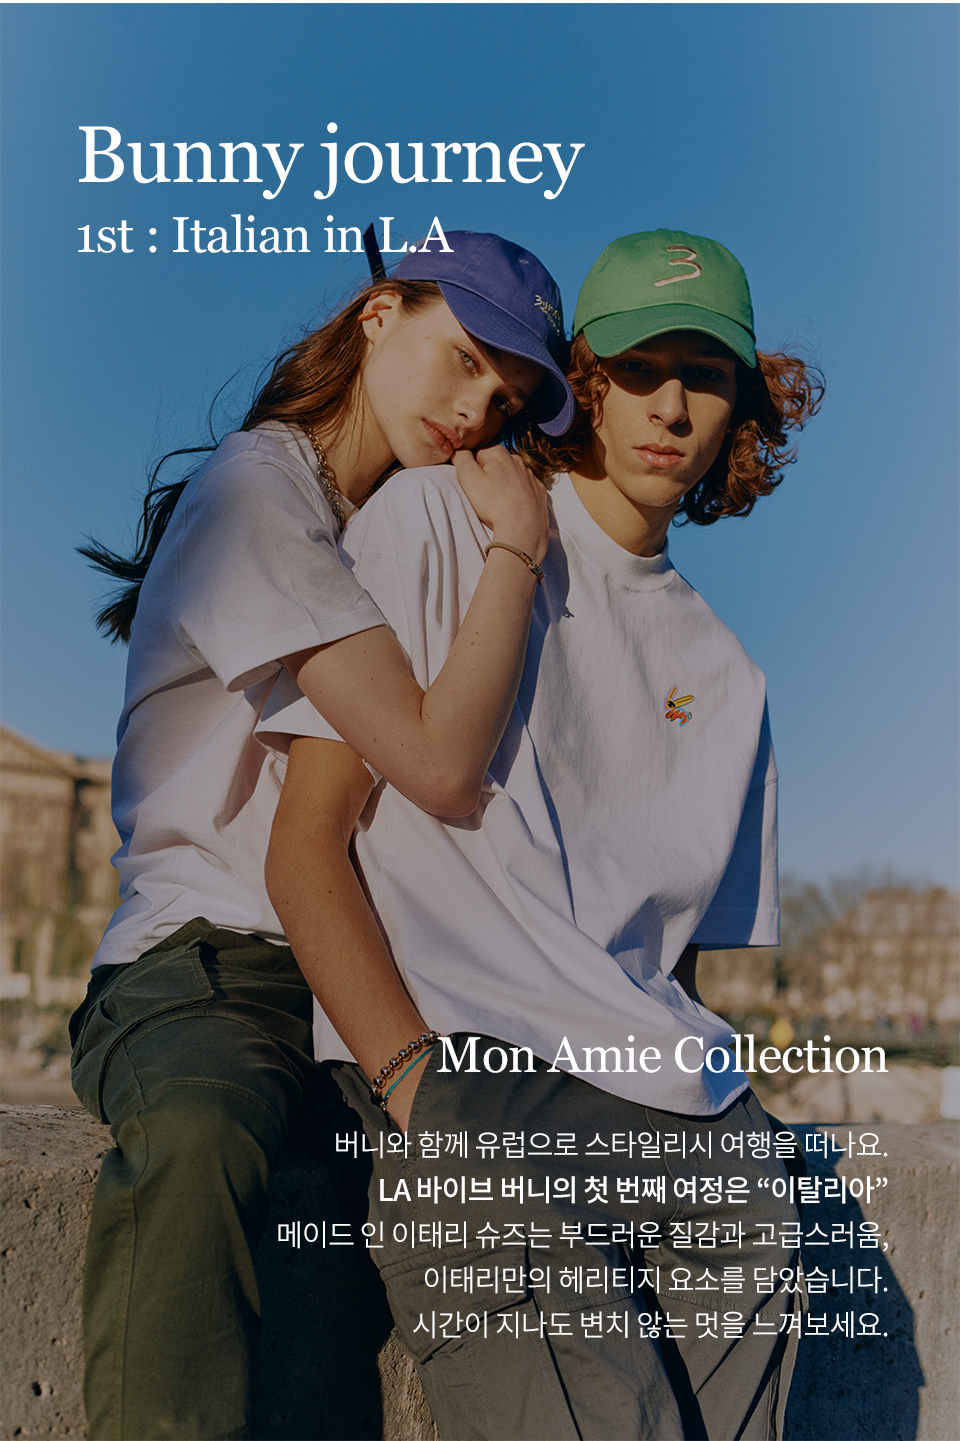 Bunny journey
1st : Italian in L.A
3
Mon Amie Collection
버니와 함께 유럽으로 스타일리시 여행을 떠나요.
LA 바이브 버니의 첫 번째 여정은 “이탈리아”
메이드 인 이태리 슈즈는 부드러운 질감과 고급스러움,
이태리만의 헤리티지 요소를 담았습니다.
시간이 지나도 변치 않는 멋을 느껴보세요.